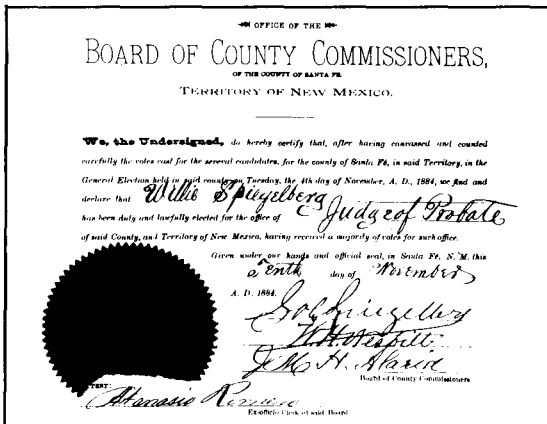 OFFICE OF THE
BOARD OF COUNTY COMMISSIONERS,
OF THE COUNTY OF SANTA FE.
TERRITORY OF NEW MEXICO.
We, the Undersigned, do hereby certify that, after having canvassed and counted
carefully the votes cast for the several candidates, for the county of Santa Fé, in said Territory, in the
General Election held in said county on Tuesday, the 4th day of November, A. D., 1884, we find and
declare that Willie Spiegelberg
has been duly and lawfully elected for the office of Judge of Probate
of said County, and Territory of New Mexico, having received a majority of votes for such office.
Given under our hands and official seal, in Santa Fé, N. M. this
Tenth day of November
A. D. 1884.
Sol Spiegelberg
W. H. Nesbitt
J. M. H. Alarid
Board of County Commissioners
Atanasio Romero
Ex-officio Clerk of said Board